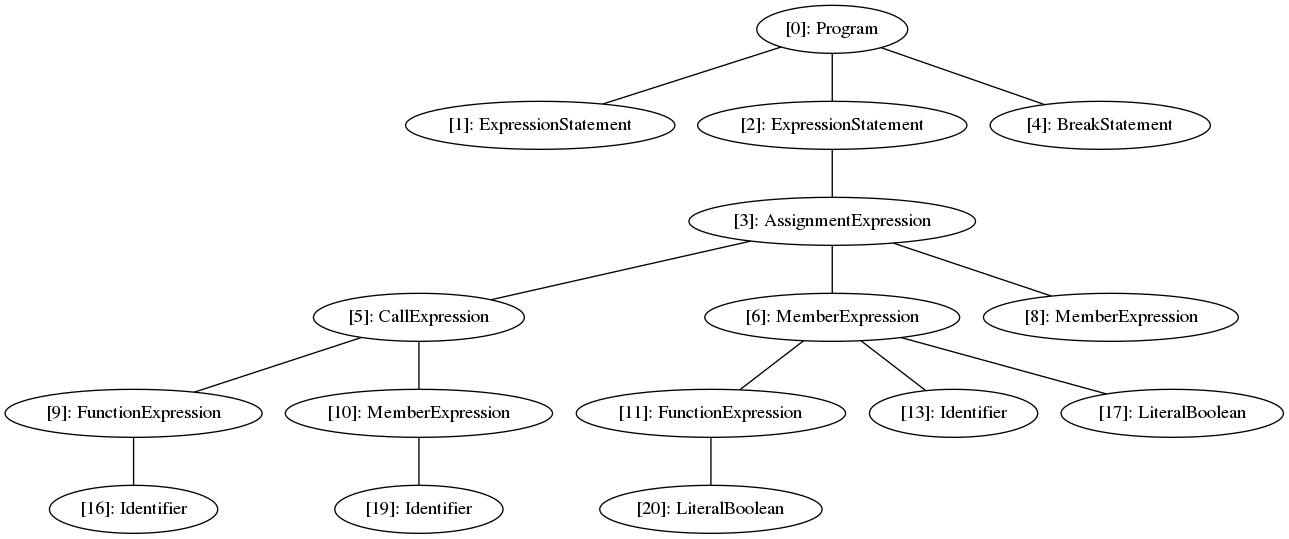 [0]: Program
[1]: ExpressionStatement
[2]: ExpressionStatement
[4]: BreakStatement
[3]: AssignmentExpression
[5]: CallExpression
[6]: MemberExpression
[8]: MemberExpression
[9]: FunctionExpression
[10]: MemberExpression
[11]: FunctionExpression
[13]: Identifier
[17]: LiteralBoolean
[16]: Identifier
[19]: Identifier
[20]: LiteralBoolean